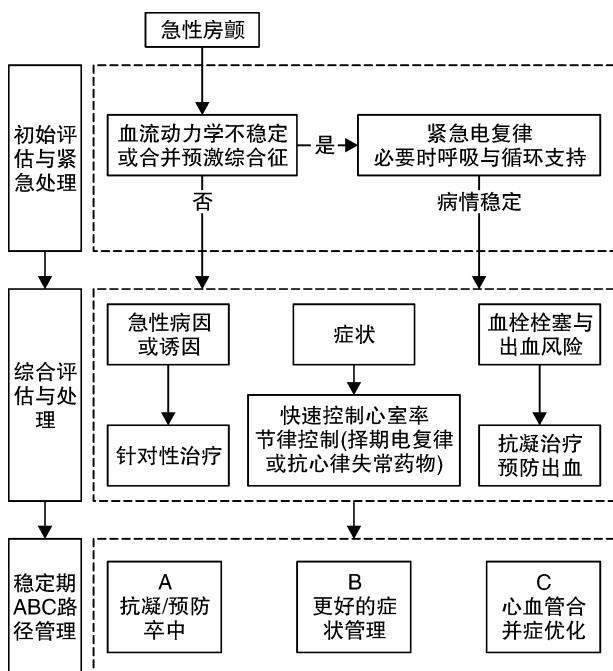 急性房颤
初始评估与紧急处理
血流动力学不稳定
或合并预激综合征
是
紧急电复律
必要时呼吸与循环支持
否
病情稳定
综合评估与处理
急性病因
或诱因
症状
血栓栓塞与
出血风险
针对性治疗
快速控制心室率
节律控制(择期电复律
或抗心律失常药物)
抗凝治疗
预防出血
稳定期
ABC路
径管理
A
抗凝/预防
卒中
B
更好的症
状管理
C
心血管合
并症优化